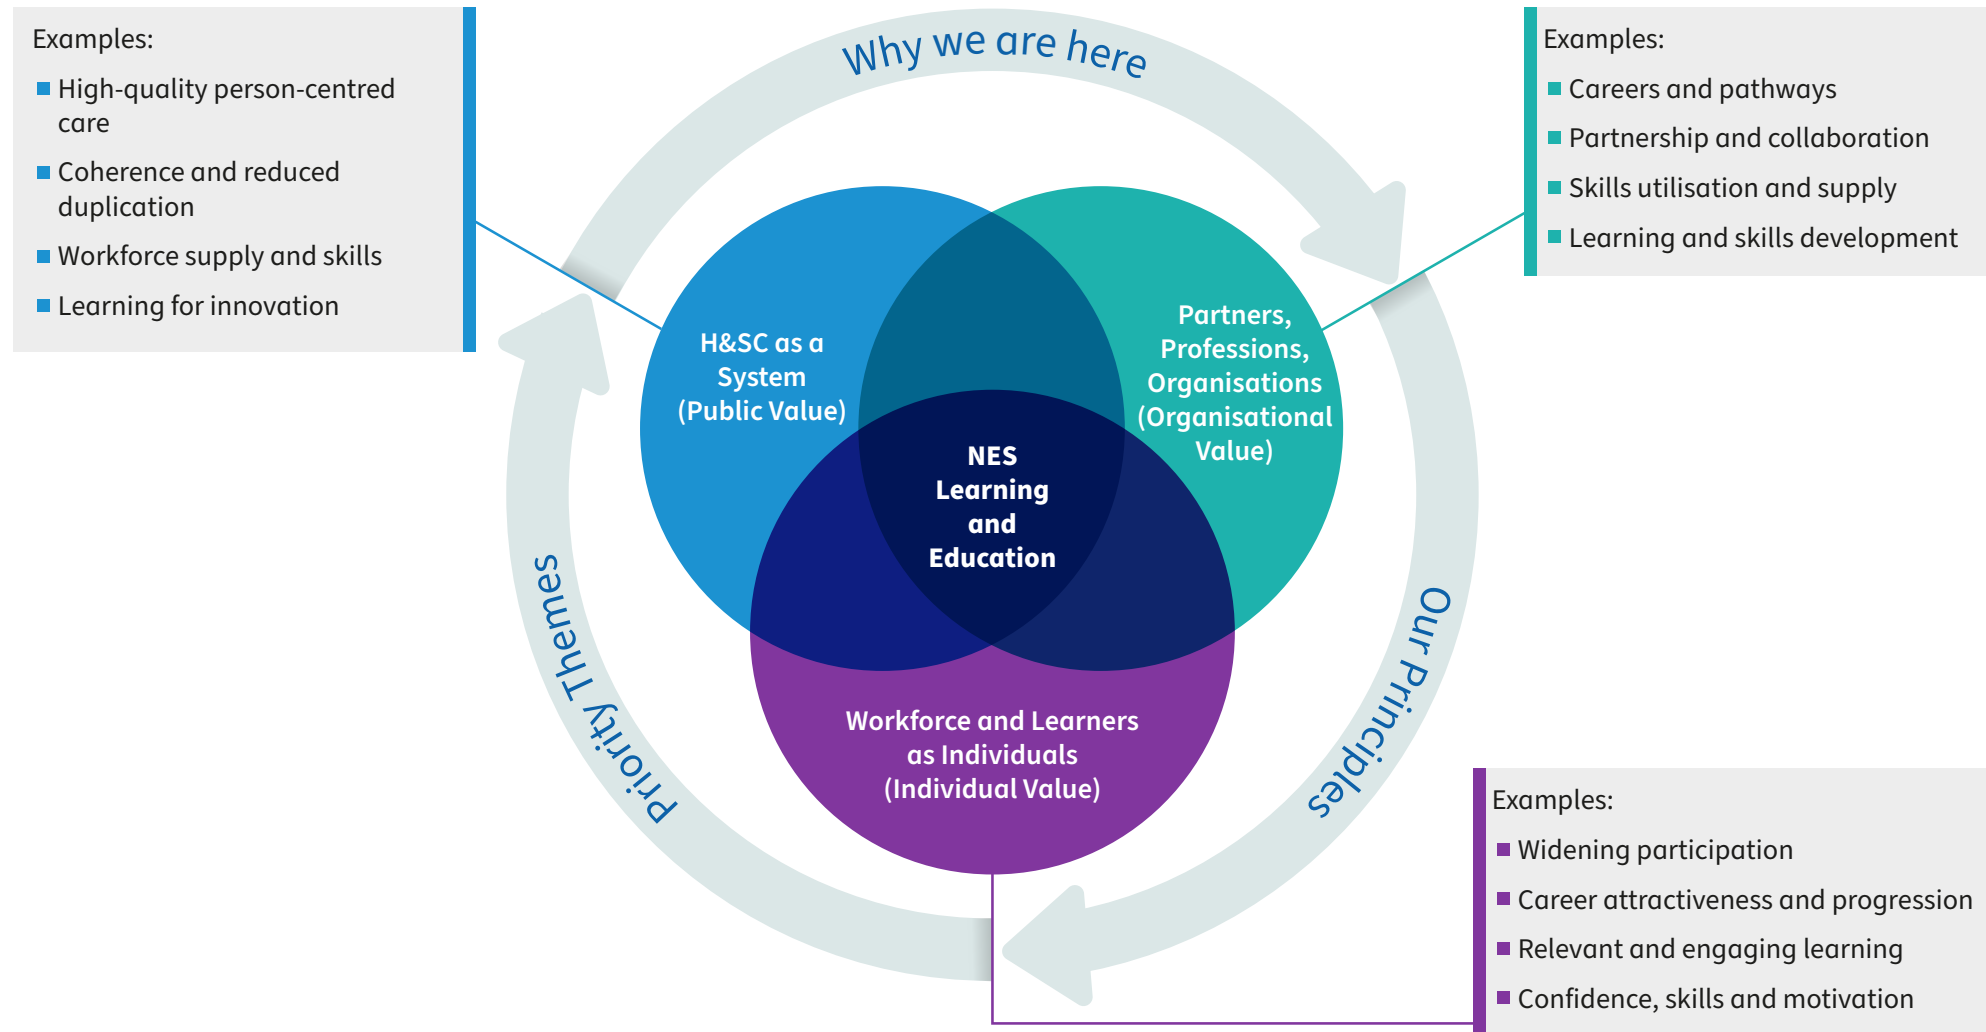 Examples:
High-quality person-centred
care
Coherence and reduced
duplication
Workforce supply and skills
Learning for innovation
Why we are here
Examples:
Careers and pathways
Partnership and collaboration
Skills utilisation and supply
Learning and skills development
H&SC as a
System
(Public Value)
Partners,
Professions,
Organisations
(Organisational
Value)
NES
Learning
and
Education
Workforce and Learners
as Individuals
(Individual Value)
Priority Themes
Our Principles
Examples:
Widening participation
Career attractiveness and progression
Relevant and engaging learning
Confidence, skills and motivation